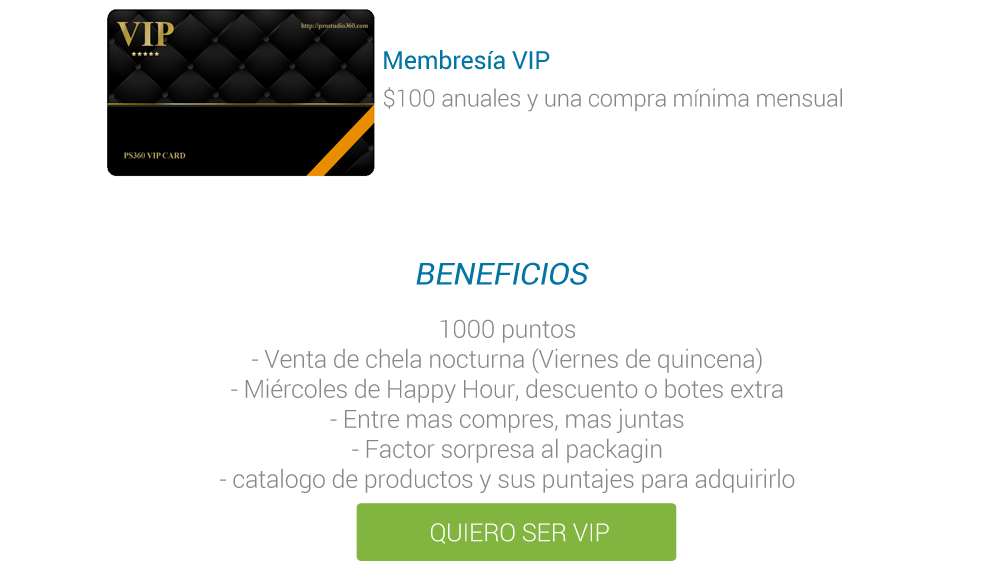 VIP
http://prostudio360.com
PS360 VIP CARD
Membresía VIP
$100 anuales y una compra mínima mensual
BENEFICIOS
1000 puntos
- Venta de chela nocturna (Viernes de quincena)
- Miércoles de Happy Hour, descuento o botes extra
- Entre mas compres, mas juntas
- Factor sorpresa al packagin
- catalogo de productos y sus puntajes para adquirirlo
QUIERO SER VIP